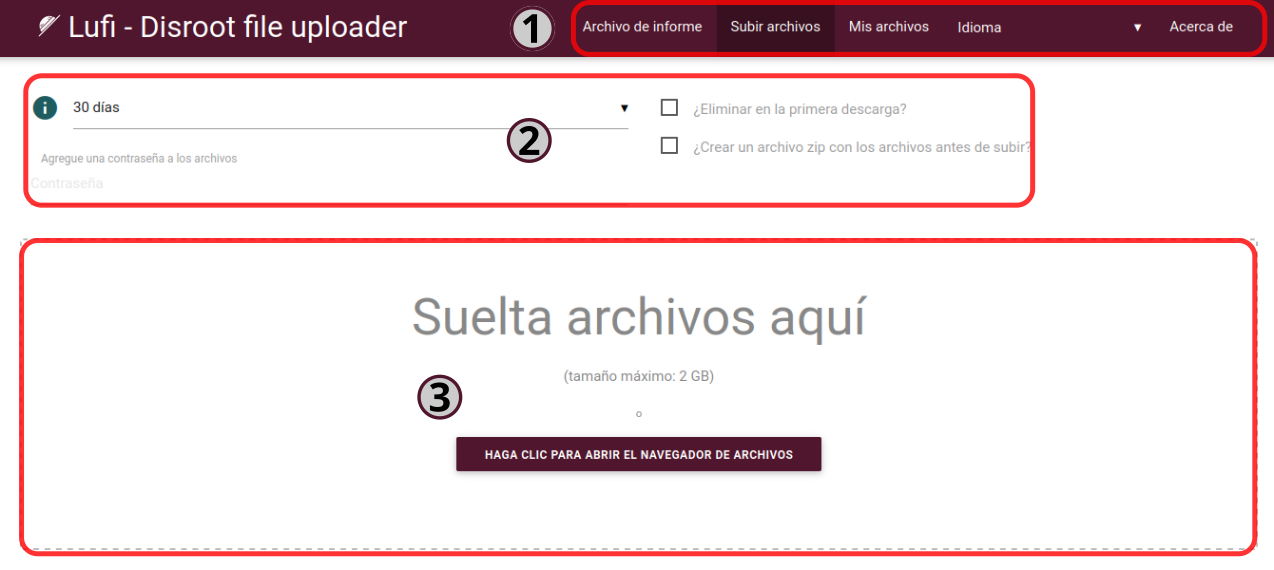 Lufi - Disroot file uploader
1
Archivo de informe Subir archivos Mis archivos Idioma ▼ Acerca de
i 30 días ▼
¿Eliminar en la primera descarga?
2
¿Crear un archivo zip con los archivos antes de subir?
Agregue una contraseña a los archivos
Contraseña
Suelta archivos aquí
(tamaño máximo: 2 GB)
3
o
HAGA CLIC PARA ABRIR EL NAVEGADOR DE ARCHIVOS